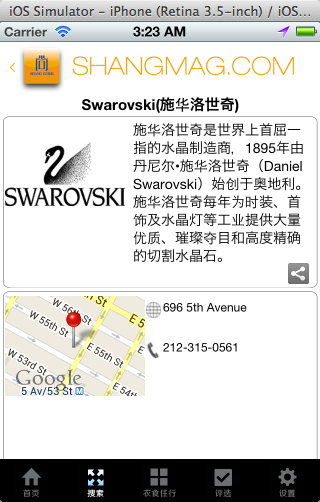 iOS Simulator - iPhone (Retina 3.5-inch) / iOS...
Carrier 3:23 AM
SHANGMAG.COM
Swarovski(施华洛世奇)
SWAROVSKI
施华洛世奇是世界上首屈一
指的水晶制造商，1895年由
丹尼尔•施华洛世奇（Daniel
Swarovski）始创于奥地利。
施华洛世奇每年为时装、首
饰及水晶灯等工业提供大量
优质、璀璨夺目和高度精确
的切割水晶石。
W 56th St
W 55th St
E 56th St
W 53rd St
E 55th St
E 54
Google
5 Av/53 St M
696 5th Avenue
212-315-0561
首页 搜索 衣食住行 评选 设置